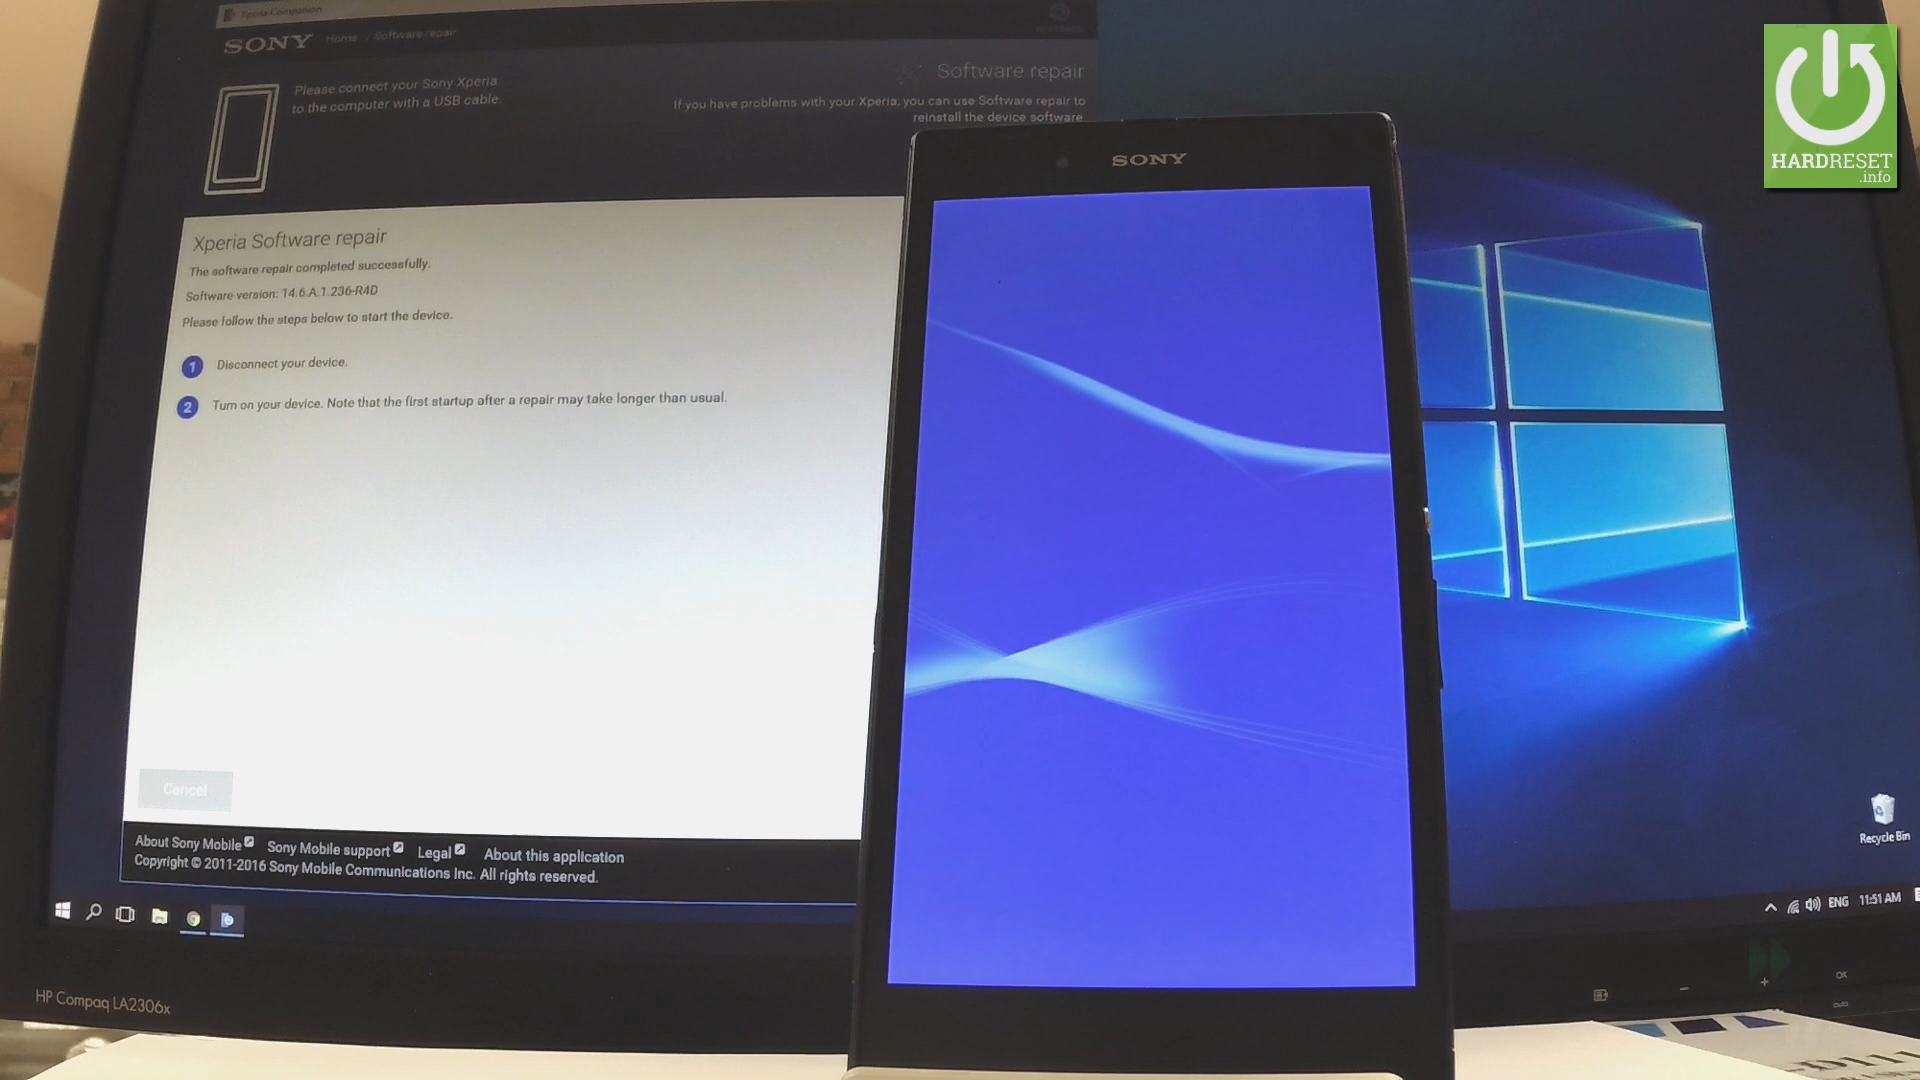 Xperia Companion
SONY Home / Software repair
Please connect your Sony Xperia
to the computer with a USB cable.
Software repair
If you have problems with your Xperia, you can use Software repair to
reinstall the device software
Xperia Software repair
The software repair completed successfully.
Software version: 14.6.A.1.236-R4D
Please follow the steps below to start the device.
1 Disconnect your device.
2 Turn on your device. Note that the first startup after a repair may take longer than usual.
Cancel
About Sony Mobile Sony Mobile support Legal About this application
Copyright © 2011-2016 Sony Mobile Communications Inc. All rights reserved.
HP Compaq LA2306x
SONY
HARDRESET
.info
Recycle Bin
ENG 11:51 AM
OK
auto